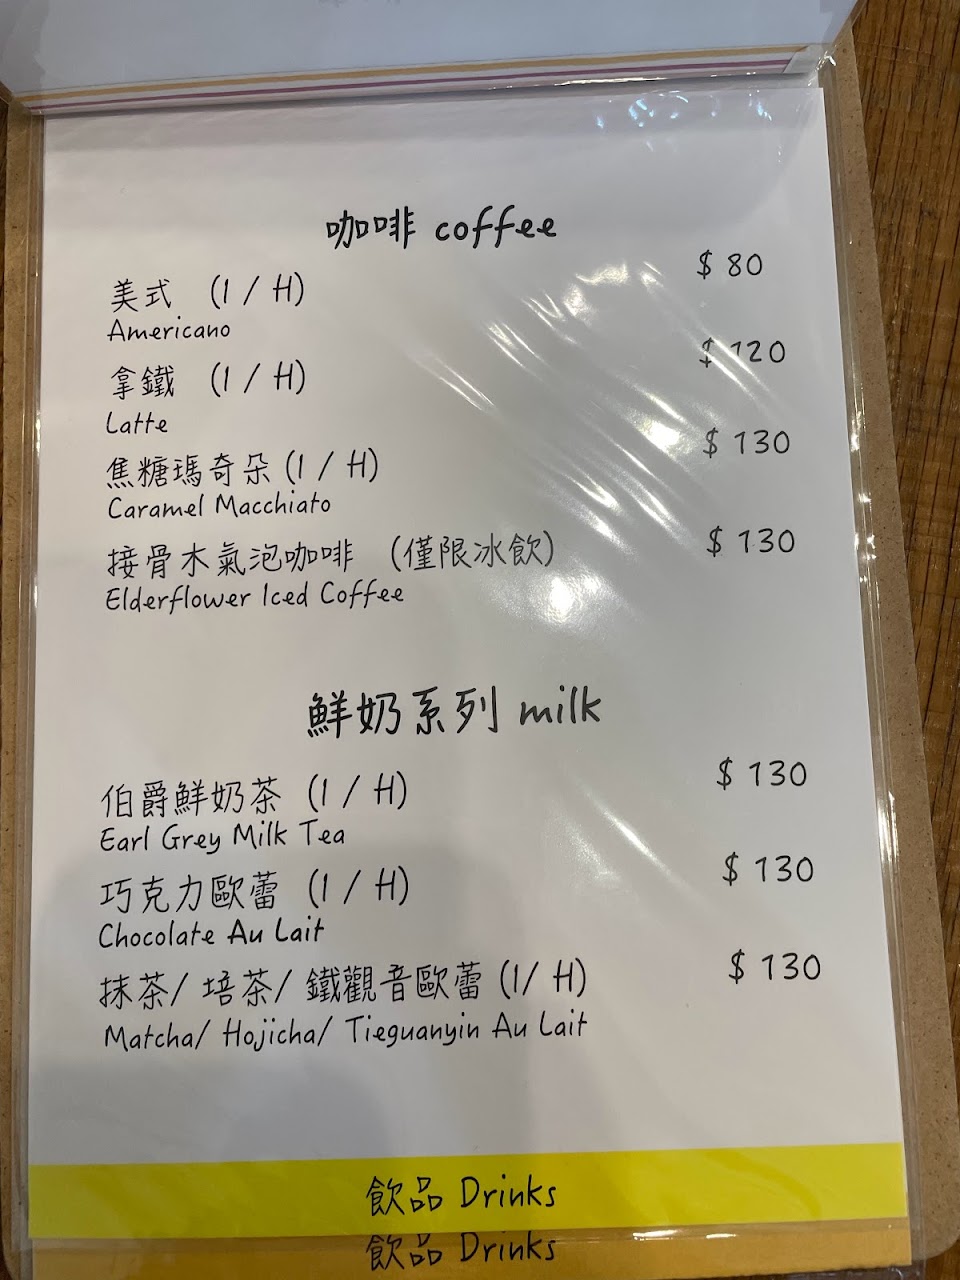 咖啡 coffee
美式 (I / H) $ 80
Americano
拿鐵 (I / H) $ 120
Latte
焦糖瑪奇朵 (I / H) $ 130
Caramel Macchiato
接骨木氣泡咖啡 (僅限冰飲) $ 130
Elderflower Iced Coffee
鮮奶系列 milk
伯爵鮮奶茶 (I / H) $ 130
Earl Grey Milk Tea
巧克力歐蕾 (I / H) $ 130
Chocolate Au Lait
抹茶/ 培茶/ 鐵觀音歐蕾 (I/ H) $ 130
Matcha/ Hojicha/ Tieguanyin Au Lait
飲品 Drinks
飲品 Drinks